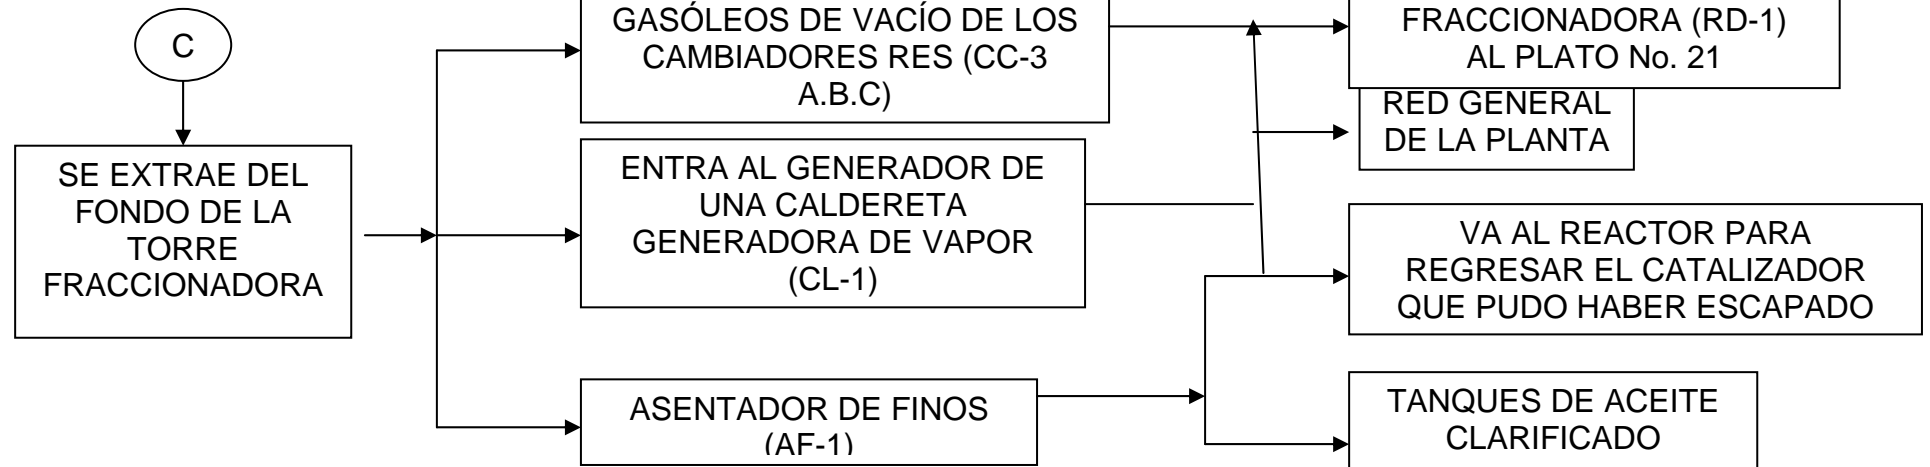 C
SE EXTRAE DEL
FONDO DE LA
TORRE
FRACCIONADORA
GASÓLEOS DE VACÍO DE LOS
CAMBIADORES RES (CC-3
A.B.C)
ENTRA AL GENERADOR DE
UNA CALDERETA
GENERADORA DE VAPOR
(CL-1)
ASENTADOR DE FINOS
(AF-1)
FRACCIONADORA (RD-1)
AL PLATO No. 21
RED GENERAL
DE LA PLANTA
VA AL REACTOR PARA
REGRESAR EL CATALIZADOR
QUE PUDO HABER ESCAPADO
TANQUES DE ACEITE
CLARIFICADO